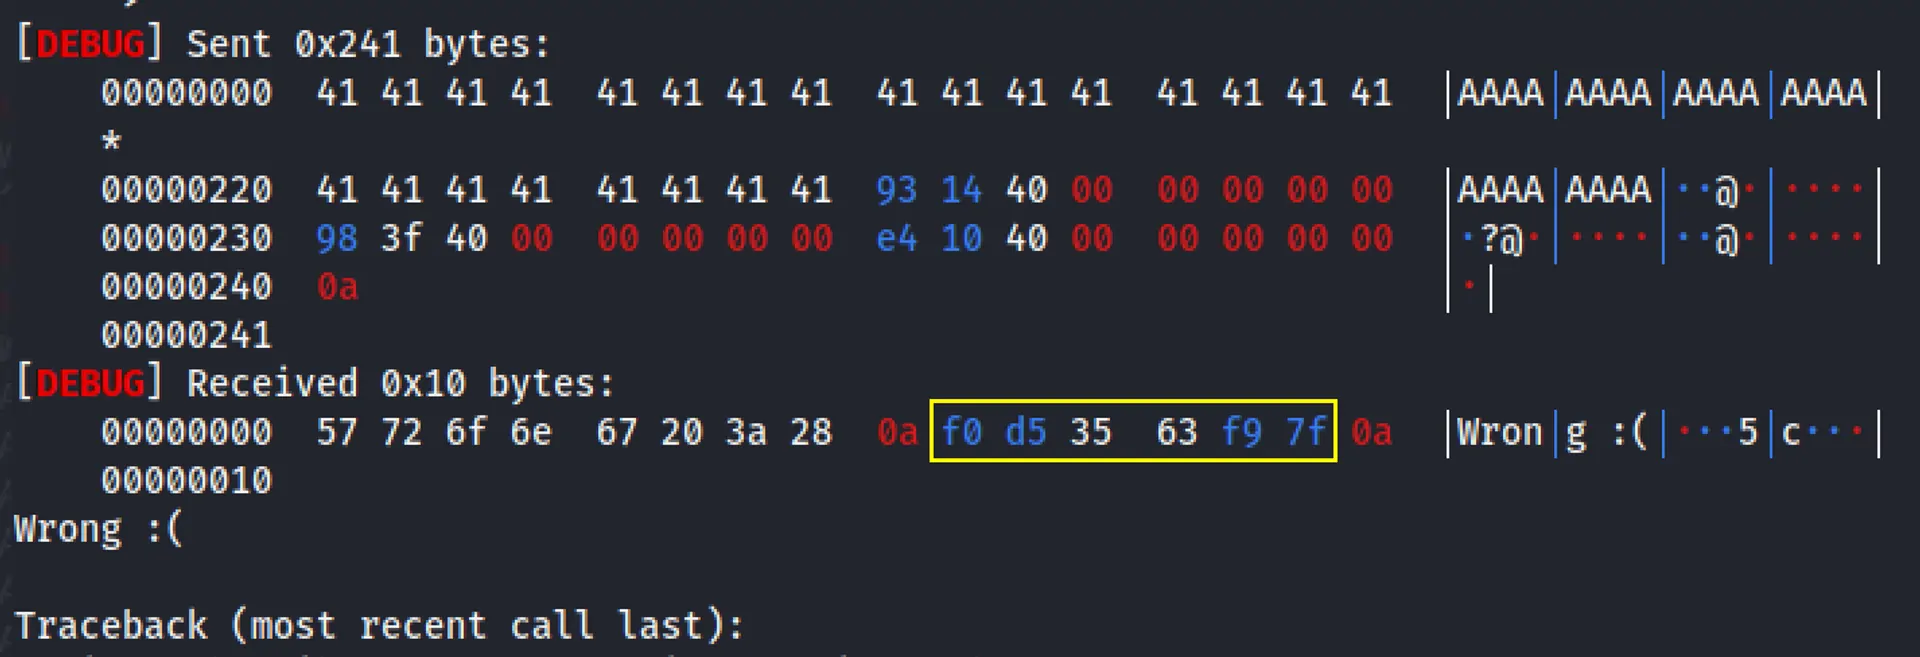 [DEBUG] Sent 0x241 bytes:
00000000  41 41 41 41  41 41 41 41  41 41 41 41  41 41 41 41  |AAAA|AAAA|AAAA|AAAA|
*
00000220  41 41 41 41  41 41 41 41  93 14 40 00  00 00 00 00  |AAAA|AAAA|··@·|····|
00000230  98 3f 40 00  00 00 00 00  e4 10 40 00  00 00 00 00  |·?@·|····|··@·|····|
00000240  0a  |·|
00000241
[DEBUG] Received 0x10 bytes:
00000000  57 72 6f 6e  67 20 3a 28  0a f0 d5 35  63 f9 7f 0a  |Wron|g :(|···5|c···|
00000010
Wrong :(
Traceback (most recent call last):